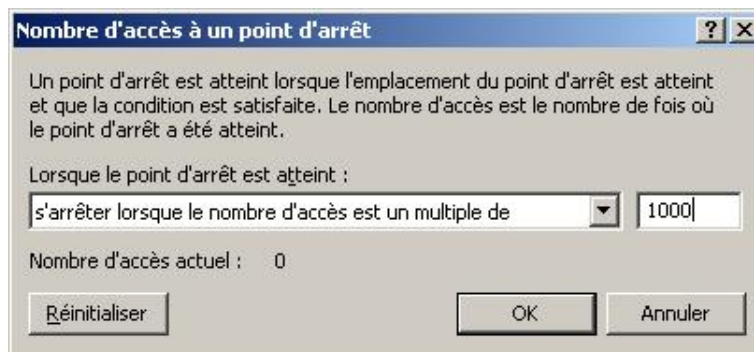 Nombre d'accès à un point d'arrêt
Un point d'arrêt est atteint lorsque l'emplacement du point d'arrêt est atteint
et que la condition est satisfaite. Le nombre d'accès est le nombre de fois où
le point d'arrêt a été atteint.
Lorsque le point d'arrêt est atteint :
s'arrêter lorsque le nombre d'accès est un multiple de 1000
Nombre d'accès actuel : 0
Réinitialiser OK Annuler